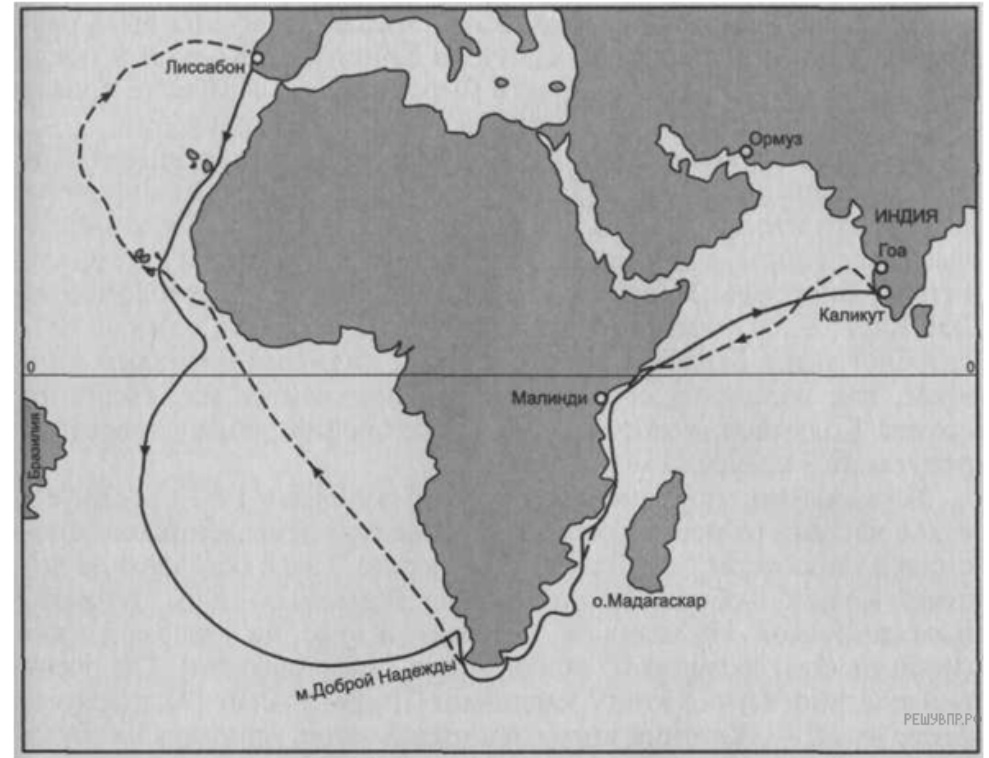 Лиссабон
Ормуз
ИНДИЯ
Гоа
Каликут
0
0
Малинди
Бразилия
о.Мадагаскар
м.Доброй Надежды
РЕШУВПР.РФ